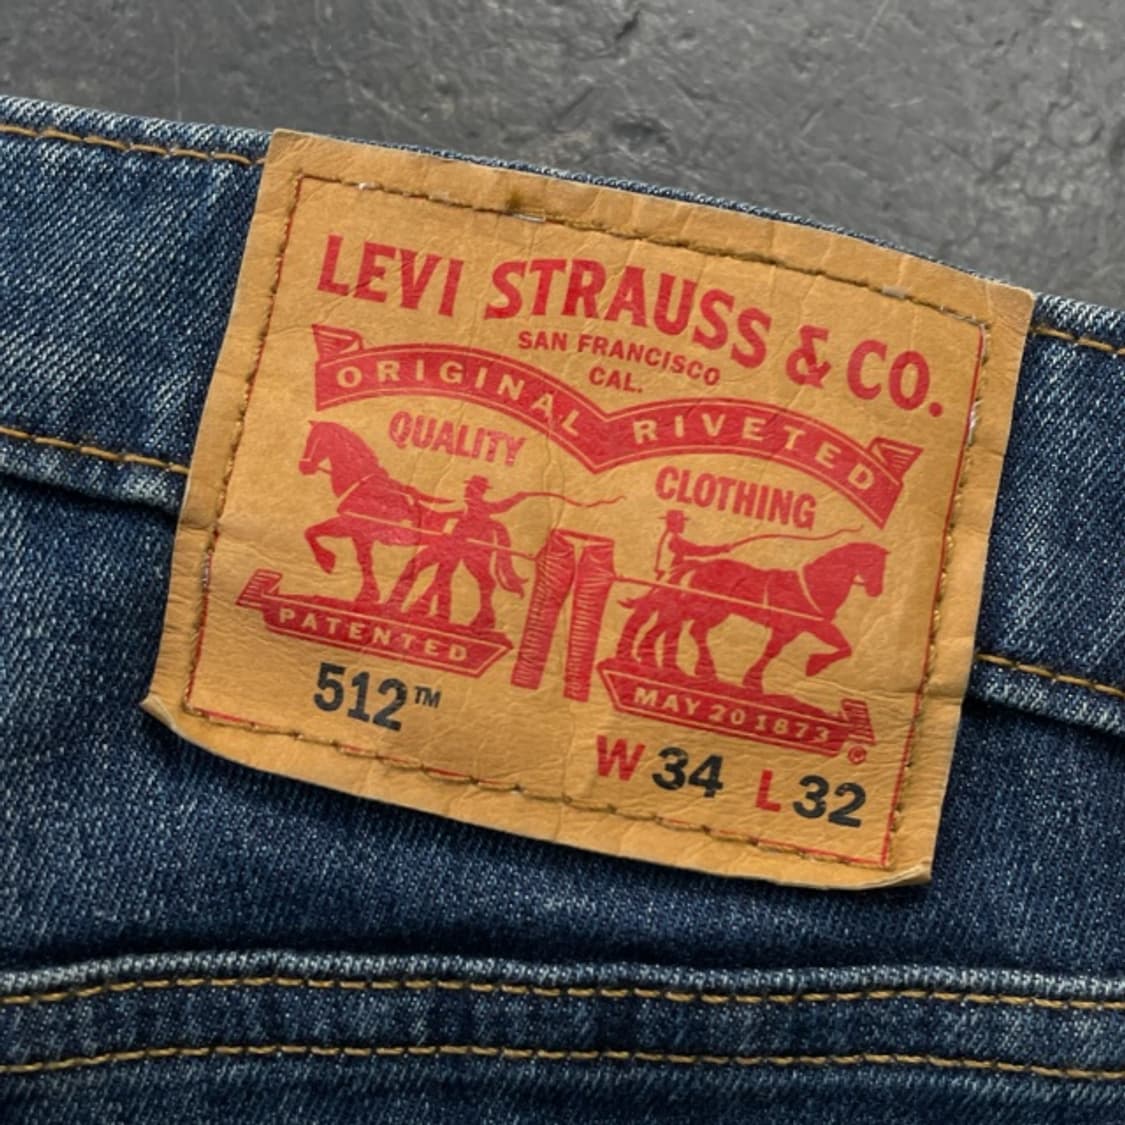 LEVI STRAUSS & CO.
SAN FRANCISCO
CAL.
ORIGINAL RIVETED
QUALITY
CLOTHING
PATENTED
MAY 20 1873 ®
512™
W 34 L 32